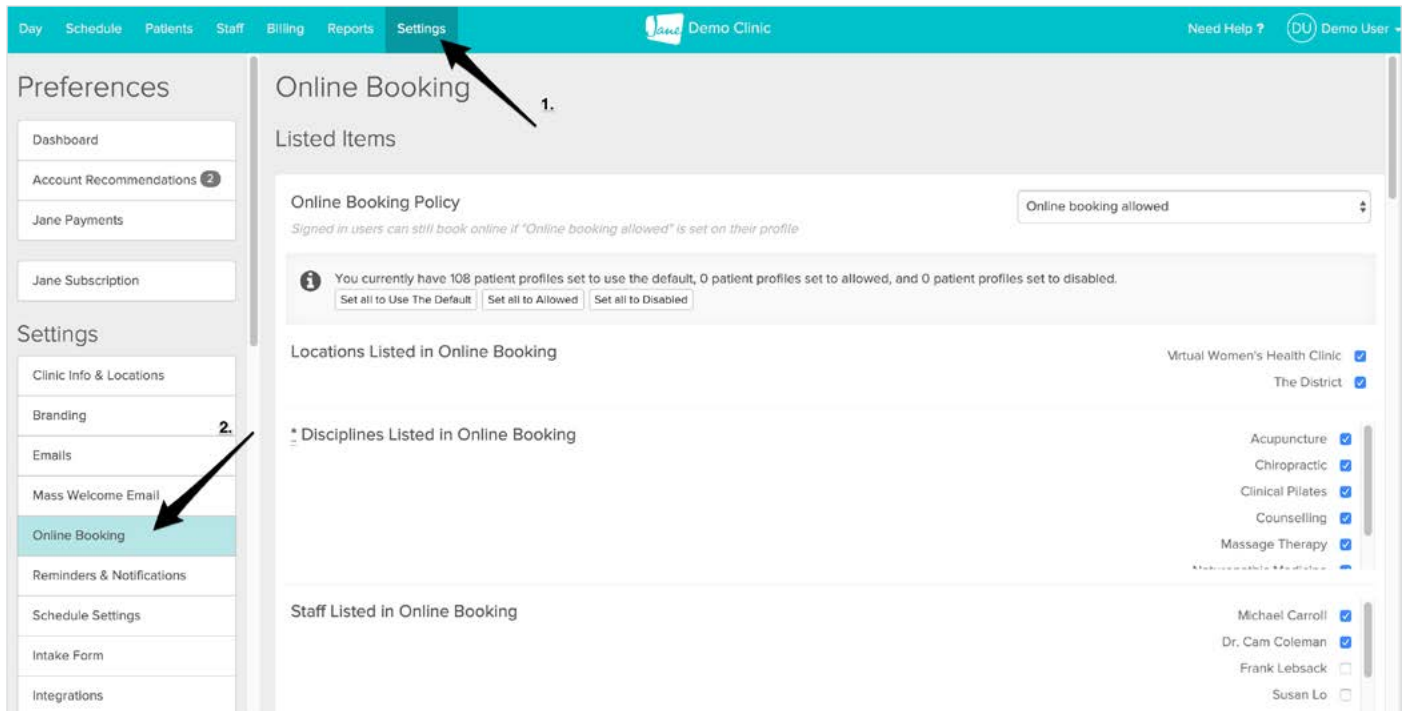 Day Schedule Patients Staff Billing Reports Settings Jane Demo Clinic Need Help ? DU Demo User
Preferences
Dashboard
Account Recommendations 2
Jane Payments
Jane Subscription
Settings
Clinic Info & Locations
Branding
2.
Emails
Mass Welcome Email
Online Booking
Reminders & Notifications
Schedule Settings
Intake Form
Integrations
Online Booking
1.
Listed Items
Online Booking Policy
Online booking allowed
Signed in users can still book online if "Online booking allowed" is set on their profile
You currently have 108 patient profiles set to use the default, 0 patient profiles set to allowed, and 0 patient profiles set to disabled.
Set all to Use The Default Set all to Allowed Set all to Disabled
Locations Listed in Online Booking
Virtual Women's Health Clinic
The District
* Disciplines Listed in Online Booking
Acupuncture
Chiropractic
Clinical Pilates
Counselling
Massage Therapy
Naturopathic Medicine
Staff Listed in Online Booking
Michael Carroll
Dr. Cam Coleman
Frank Lebsack
Susan Lo